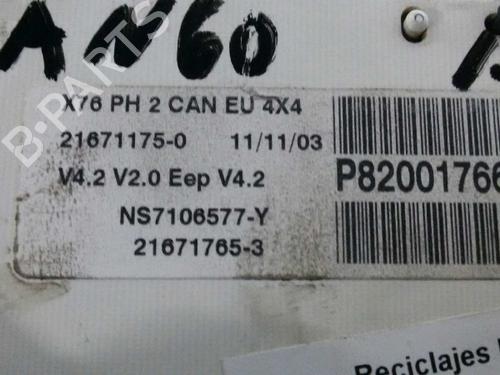 AN60
X76 PH 2 CAN EU 4X4
21671175-0 11/11/03
V4.2 V2.0 Eep V4.2
P82001766
NS7106577-Y
21671765-3
Reciclajes
B-PARTS